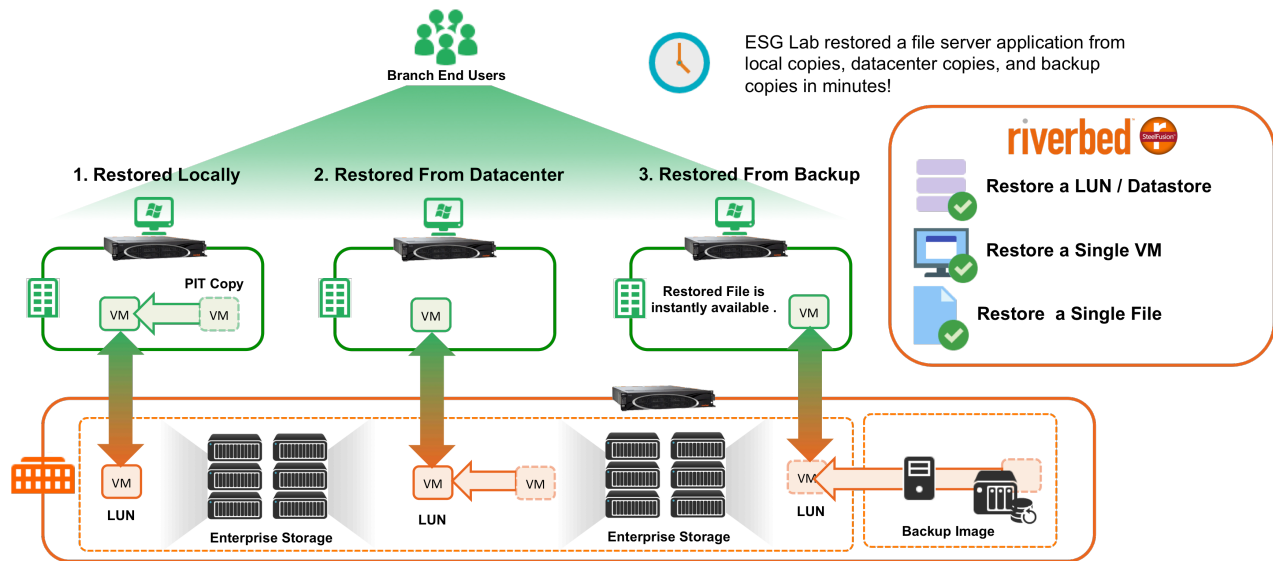 ESG Lab restored a file server application from
local copies, datacenter copies, and backup
copies in minutes!
Branch End Users
riverbed
SteelFusion™
Restore a LUN / Datastore
Restore a Single VM
Restore a Single File
1. Restored Locally
2. Restored From Datacenter
3. Restored From Backup
PIT Copy
VM
VM
VM
Restored File is
instantly available .
VM
VM
LUN
Enterprise Storage
VM
VM
LUN
Enterprise Storage
VM
LUN
Backup Image